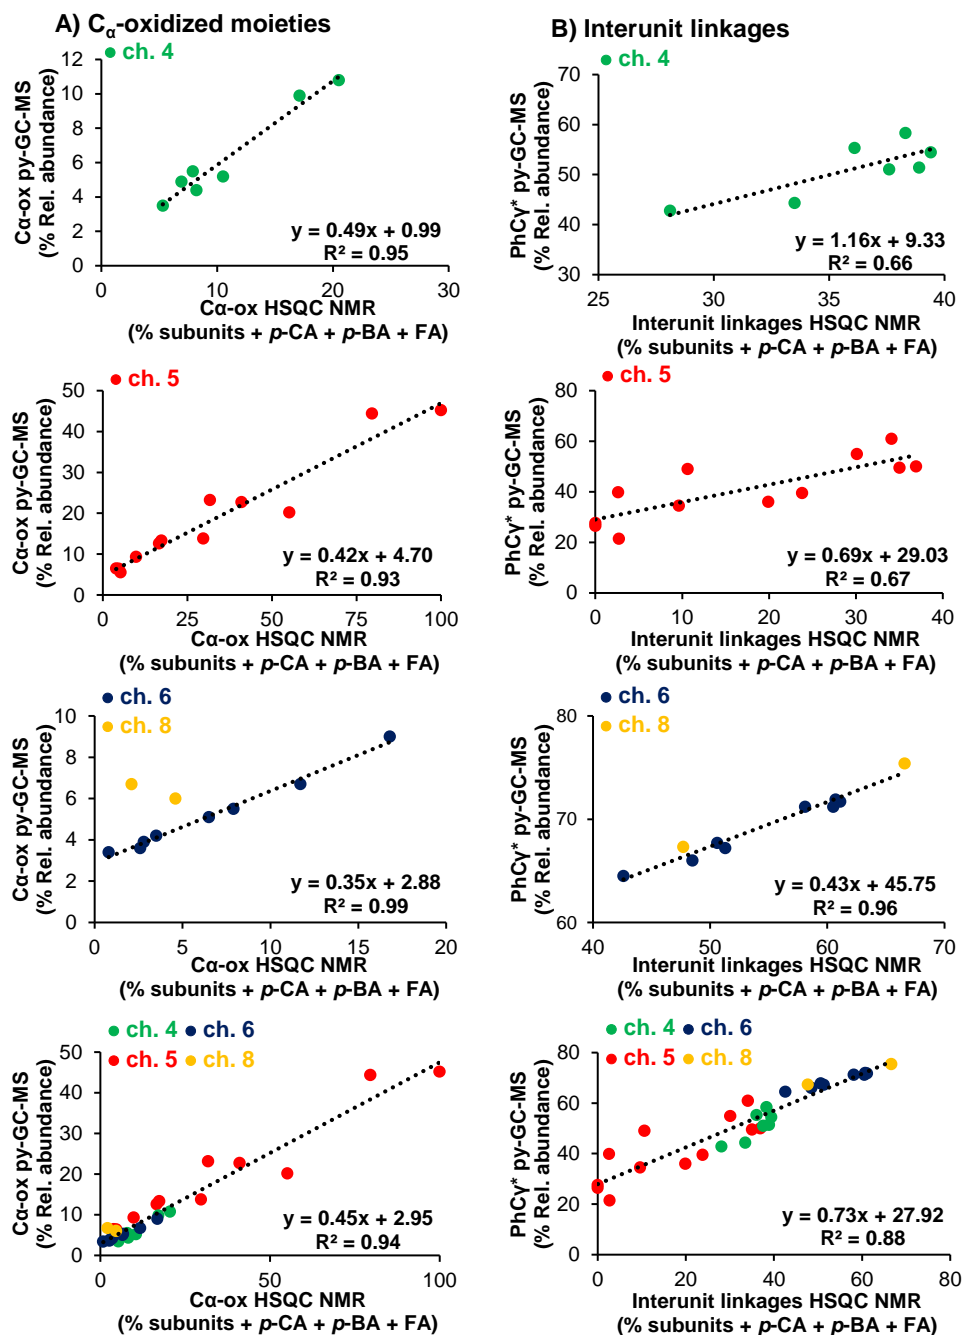 A) Cα-oxidized moieties
ch. 4
12
10
8
6
4
2
0
Cα-ox py-GC-MS
(% Rel. abundance)
y = 0.49x + 0.99
R² = 0.95
0 10 20 30
Cα-ox HSQC NMR
(% subunits + p-CA + p-BA + FA)
B) Interunit linkages
ch. 4
70
60
50
40
30
PhCγ* py-GC-MS
(% Rel. abundance)
y = 1.16x + 9.33
R² = 0.66
25 30 35 40
Interunit linkages HSQC NMR
(% subunits + p-CA + p-BA + FA)
ch. 5
50
40
30
20
10
0
Cα-ox py-GC-MS
(% Rel. abundance)
y = 0.42x + 4.70
R² = 0.93
0 25 50 75 100
Cα-ox HSQC NMR
(% subunits + p-CA + p-BA + FA)
ch. 5
80
60
40
20
0
PhCγ* py-GC-MS
(% Rel. abundance)
y = 0.69x + 29.03
R² = 0.67
0 10 20 30 40
Interunit linkages HSQC NMR
(% subunits + p-CA + p-BA + FA)
ch. 6
ch. 8
10
8
6
4
2
0
Cα-ox py-GC-MS
(% Rel. abundance)
y = 0.35x + 2.88
R² = 0.99
0 5 10 15 20
Cα-ox HSQC NMR
(% subunits + p-CA + p-BA + FA)
ch. 6
ch. 8
80
70
60
PhCγ* py-GC-MS
(% Rel. abundance)
y = 0.43x + 45.75
R² = 0.96
40 50 60 70
Interunit linkages HSQC NMR
(% subunits + p-CA + p-BA + FA)
ch. 4 ch. 6
ch. 5 ch. 8
50
40
30
20
10
0
Cα-ox py-GC-MS
(% Rel. abundance)
y = 0.45x + 2.95
R² = 0.94
0 50 100
Cα-ox HSQC NMR
(% subunits + p-CA + p-BA + FA)
ch. 4 ch. 6
ch. 5 ch. 8
80
60
40
20
0
PhCγ* py-GC-MS
(% Rel. abundance)
y = 0.73x + 27.92
R² = 0.88
0 20 40 60 80
Interunit linkages HSQC NMR
(% subunits + p-CA + p-BA + FA)